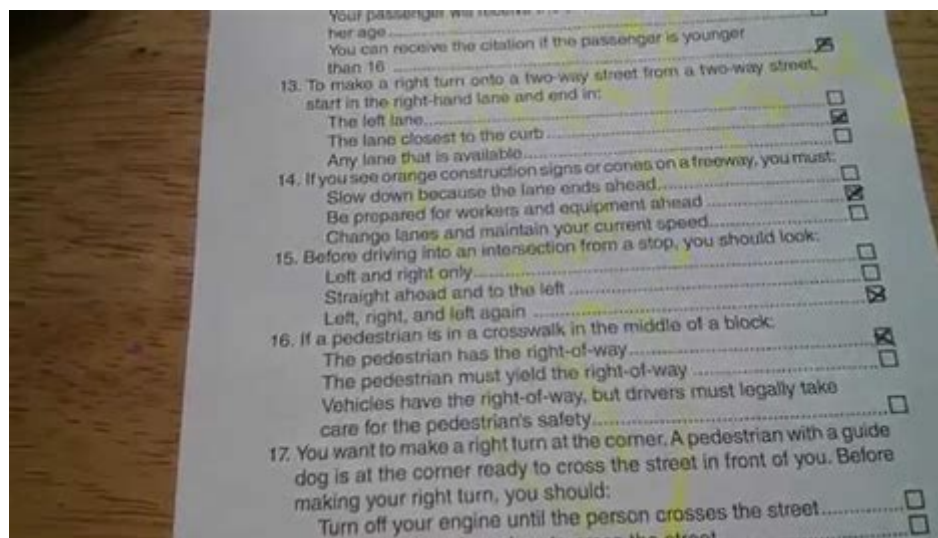 Your passenger will receive the
her age
You can receive the citation if the passenger is younger
than 16
13. To make a right turn onto a two-way street from a two-way street,
start in the right-hand lane and end in:
The left lane
The lane closest to the curb
Any lane that is available
14. If you see orange construction signs or cones on a freeway, you must:
Slow down because the lane ends ahead
Be prepared for workers and equipment ahead
Change lanes and maintain your current speed
15. Before driving into an intersection from a stop, you should look:
Left and right only
Straight ahead and to the left
Left, right, and left again
16. If a pedestrian is in a crosswalk in the middle of a block:
The pedestrian has the right-of-way
The pedestrian must yield the right-of-way
Vehicles have the right-of-way, but drivers must legally take
care for the pedestrian's safety
17. You want to make a right turn at the corner. A pedestrian with a guide
dog is at the corner ready to cross the street in front of you. Before
making your right turn, you should:
Turn off your engine until the person crosses the street
the street